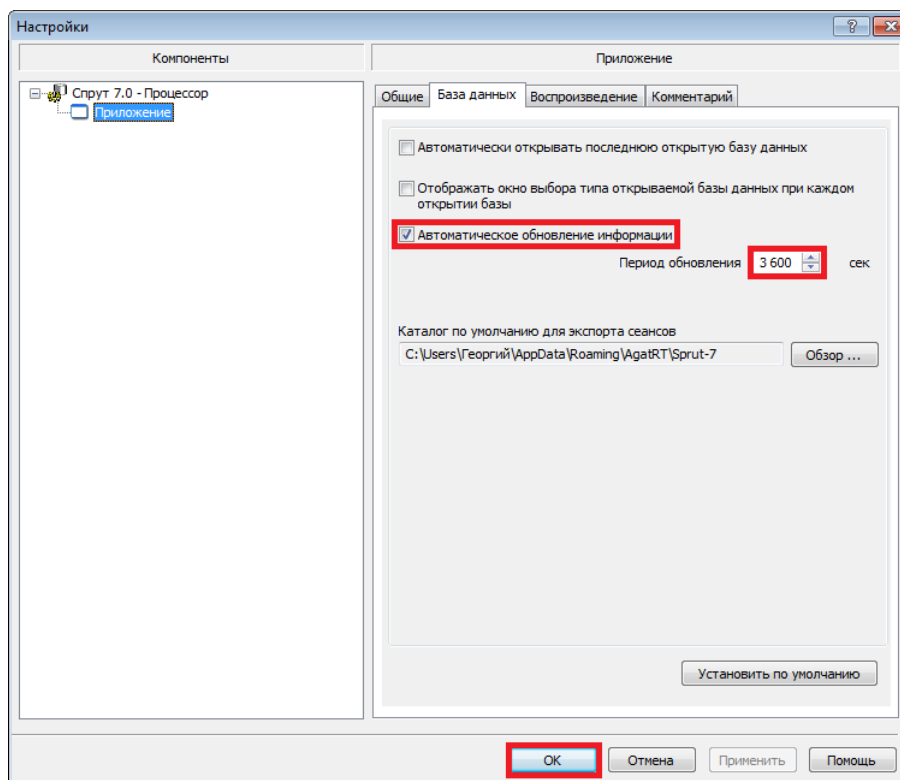 Настройки
Компоненты
Приложение
Спрут 7.0 - Процессор
Приложение
Общие
База данных
Воспроизведение
Комментарий
Автоматически открывать последнюю открытую базу данных
Отображать окно выбора типа открываемой базы данных при каждом
открытии базы
Автоматическое обновление информации
Период обновления 3 600 сек
Каталог по умолчанию для экспорта сеансов
C:\Users\Георгий\AppData\Roaming\AgatRT\Sprut-7
Обзор ...
Установить по умолчанию
OK
Отмена
Применить
Помощь